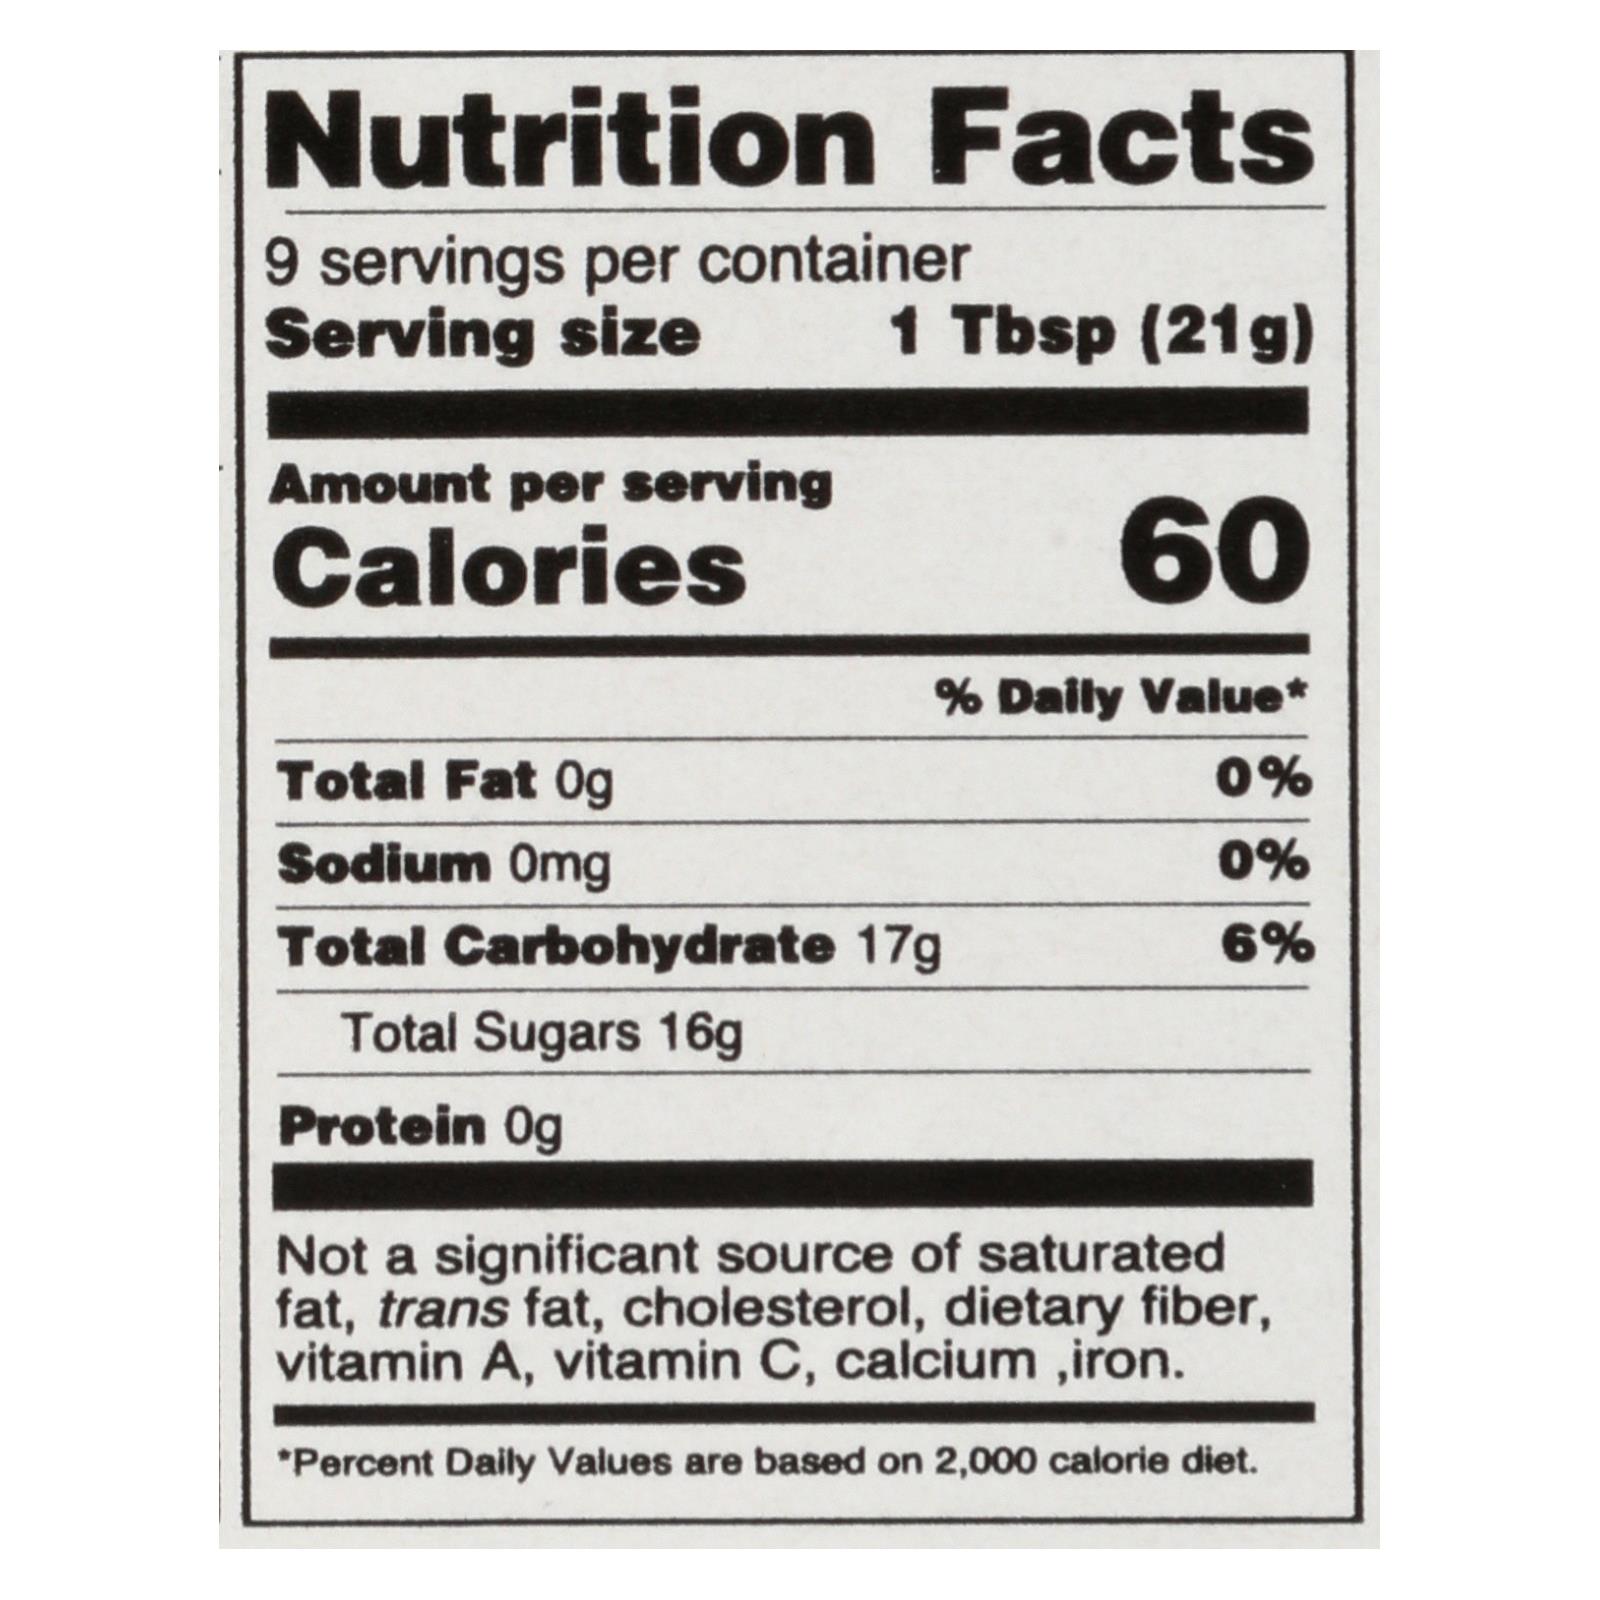 Nutrition Facts
9 servings per container
Serving size 1 Tbsp (21g)
Amount per serving
Calories 60
% Daily Value*
Total Fat 0g 0%
Sodium 0mg 0%
Total Carbohydrate 17g 6%
Total Sugars 16g
Protein 0g
Not a significant source of saturated
fat, trans fat, cholesterol, dietary fiber,
vitamin A, vitamin C, calcium ,iron.
*Percent Daily Values are based on 2,000 calorie diet.